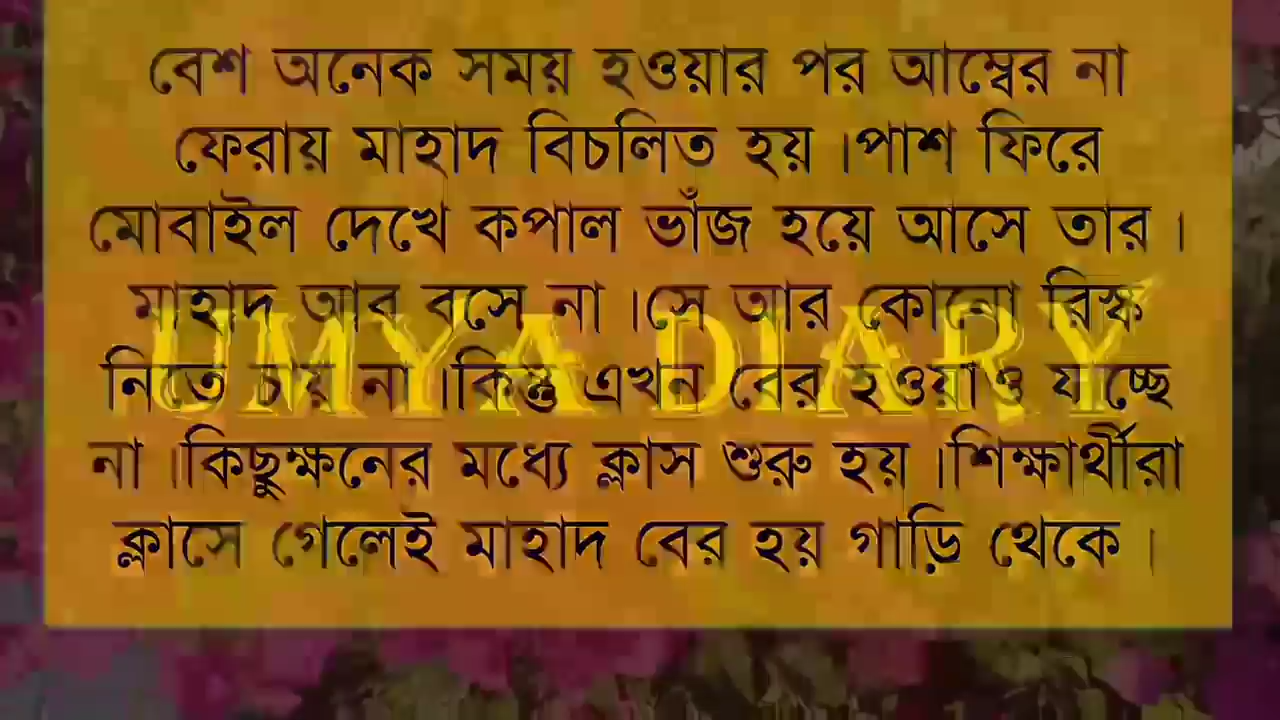 বেশ অনেক সময় হওয়ার পর আম্বের না
ফেরায় মাহাদ বিচলিত হয় ।পাশ ফিরে
মোবাইল দেখে কপাল ভাঁজ হয়ে আসে তার ।
মাহাদ আর বসে না ।সে আর কোনো রিস্ক
নিতে চায় না ।কিন্তু এখন বের হওয়াও যাচ্ছে
না ।কিছুক্ষনের মধ্যে ক্লাস শুরু হয় ।শিক্ষার্থীরা
ক্লাসে গেলেই মাহাদ বের হয় গাড়ি থেকে ।
UMYA DIARY